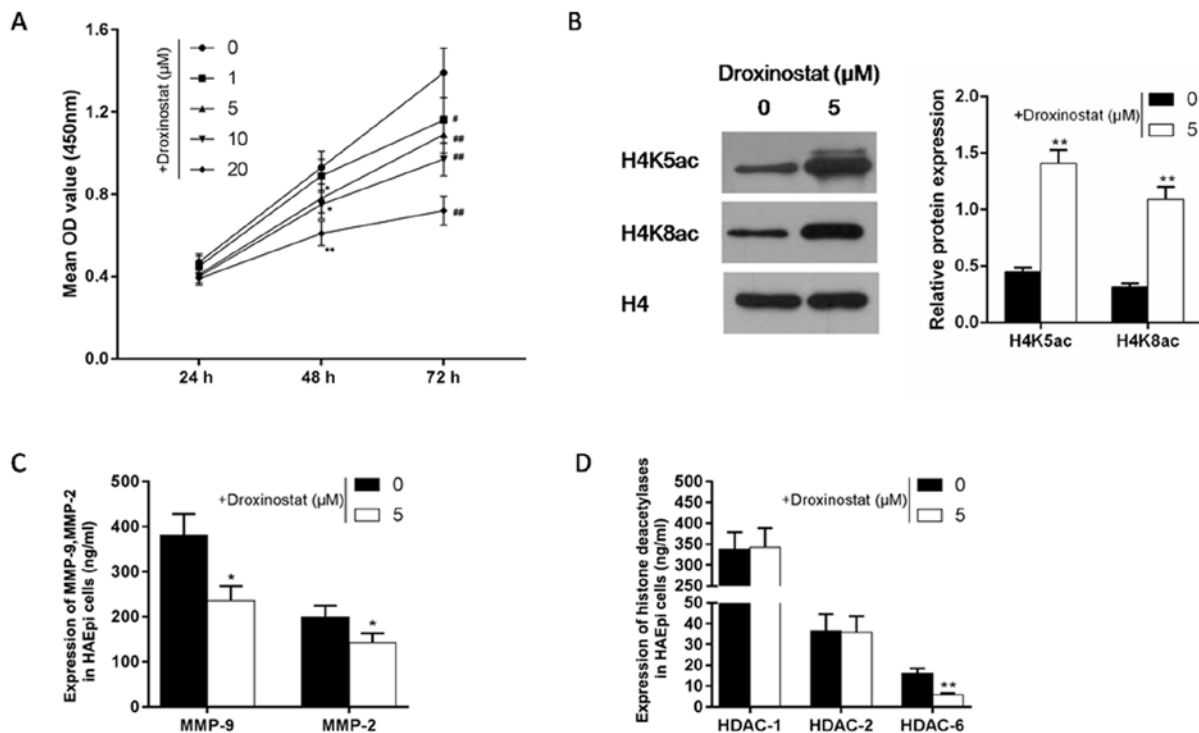 A
+Droxinostat (µM)
0
1
5
10
20
Mean OD value (450nm)
1.6
1.2
0.8
0.4
0.0
24 h
48 h
72 h
*
*
**
#
##
##
##
B
Droxinostat (µM)
0 5
H4K5ac
H4K8ac
H4
+Droxinostat (µM)
0
5
Relative protein expression
2.0
1.5
1.0
0.5
0.0
**
**
H4K5ac H4K8ac
C
+Droxinostat (µM)
0
5
Expression of MMP-9,MMP-2
in HAEpi cells (ng/ml)
500
400
300
200
100
0
*
*
MMP-9 MMP-2
D
+Droxinostat (µM)
0
5
Expression of histone deacetylases
in HAEpi cells (ng/ml)
500
450
400
350
300
50
40
30
20
10
0
**
HDAC-1 HDAC-2 HDAC-6